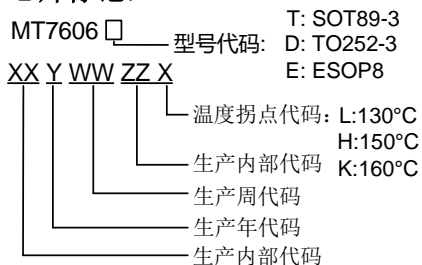 MT7606 □ 型号代码: T: SOT89-3
D: TO252-3
E: ESOP8
XX Y WW ZZ X
温度拐点代码: L:130°C
H:150°C
K:160°C
生产内部代码
生产周代码
生产年代码
生产内部代码